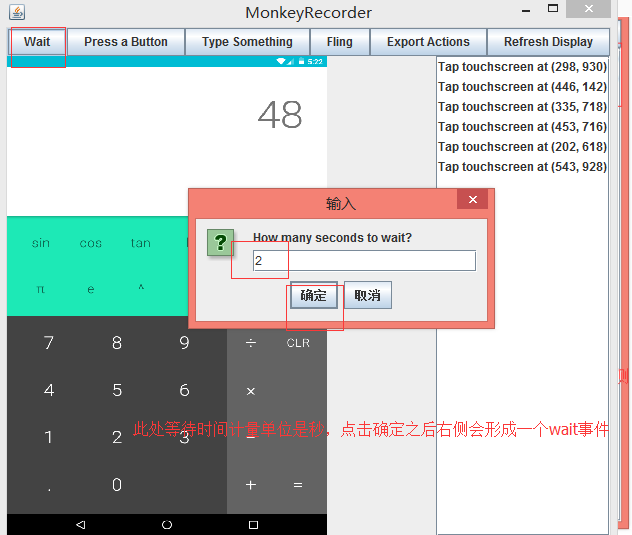 MonkeyRecorder
Wait Press a Button Type Something Fling Export Actions Refresh Display
5:22
48
Tap touchscreen at (298, 930)
Tap touchscreen at (446, 142)
Tap touchscreen at (335, 718)
Tap touchscreen at (453, 716)
Tap touchscreen at (202, 618)
Tap touchscreen at (543, 928)
输入
How many seconds to wait?
2
确定 取消
sin cos tan
π e ^
7 8 9 ÷ CLR
4 5 6 ×
1 2 3 −
. 0 + =
此处等待时间计量单位是秒，点击确定之后右侧会形成一个wait事件